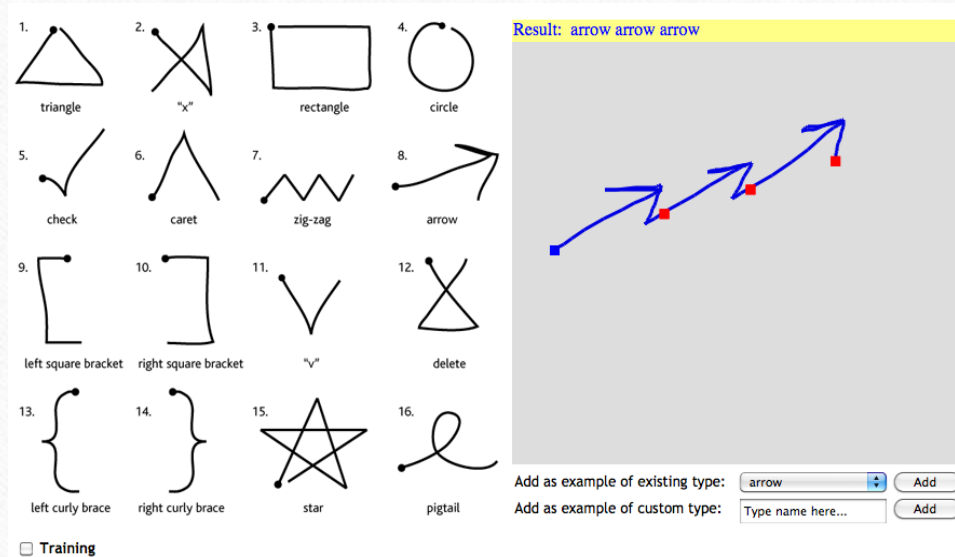 1.
2.
3.
4.
triangle
"x"
rectangle
circle
5.
6.
7.
8.
check
caret
zig-zag
arrow
9.
10.
11.
12.
left square bracket
right square bracket
"v"
delete
13.
14.
15.
16.
left curly brace
right curly brace
star
pigtail
Training
Result: arrow arrow arrow
Add as example of existing type: arrow Add
Add as example of custom type: Type name here... Add